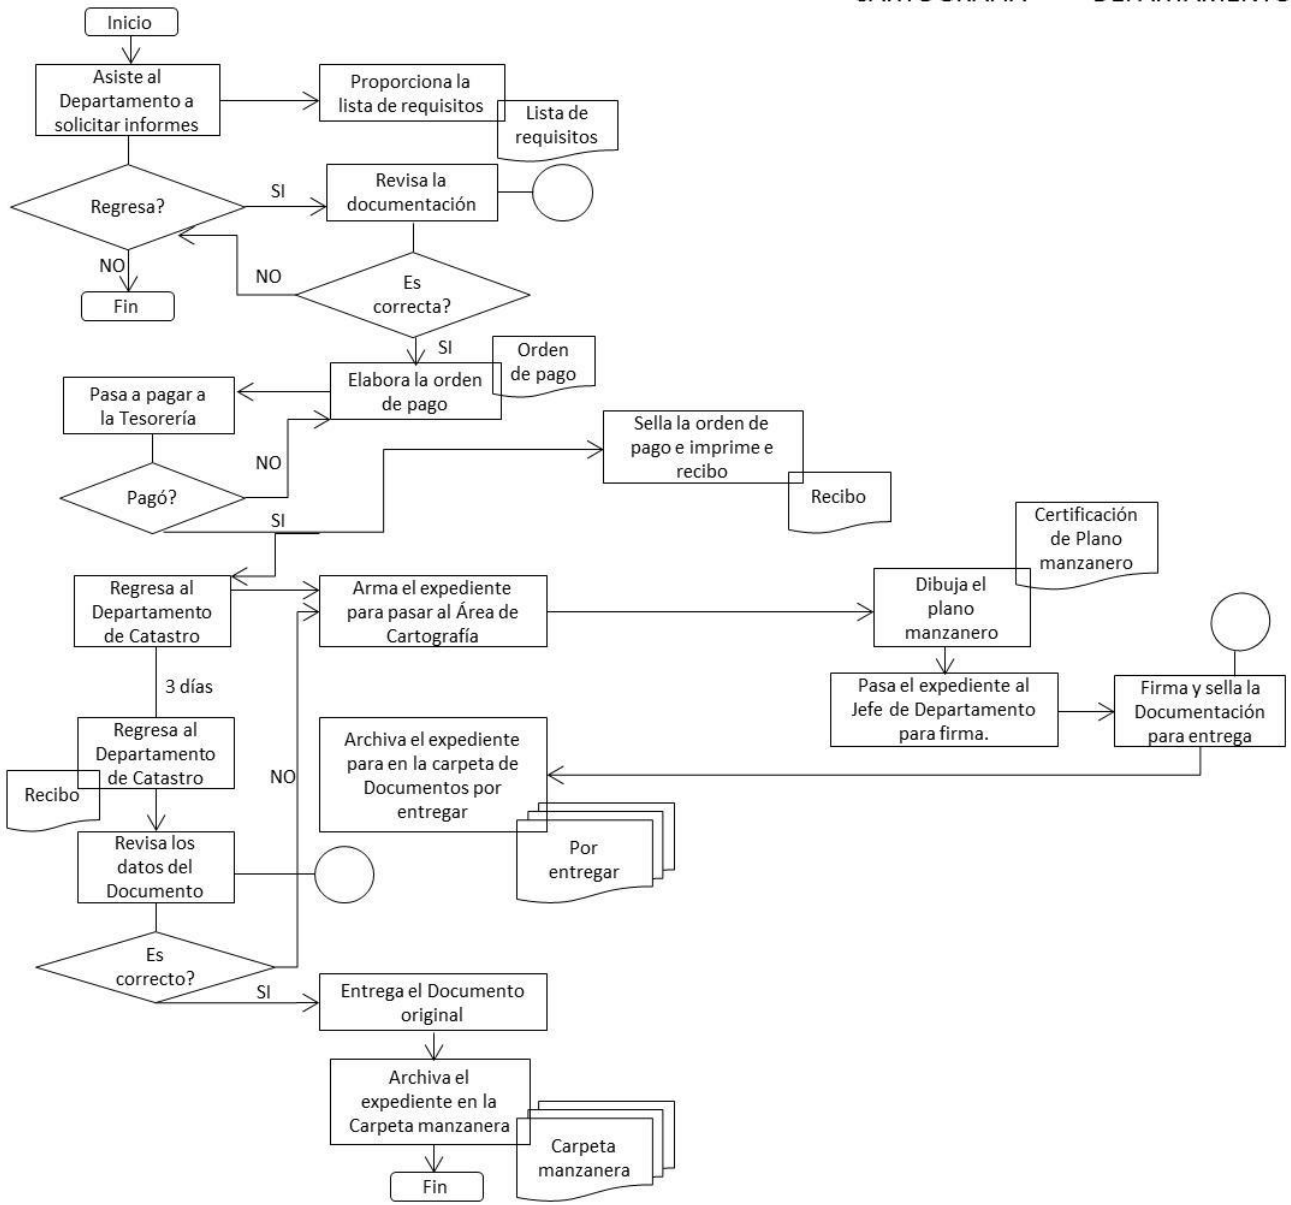 Inicio
Asiste al
Departamento a
solicitar informes
Proporciona la
lista de requisitos
Lista de
requisitos
Regresa?
SI
Revisa la
documentación
NO
Fin
NO
Es
correcta?
SI
Orden
de pago
Elabora la orden
de pago
Pasa a pagar a
la Tesorería
NO
Pagó?
SI
Sella la orden de
pago e imprime e
recibo
Recibo
Certificación
de Plano
manzanero
Regresa al
Departamento
de Catastro
Arma el expediente
para pasar al Área de
Cartografía
Dibuja el
plano
manzanero
3 días
Pasa el expediente al
Jefe de Departamento
para firma.
Firma y sella la
Documentación
para entrega
Regresa al
Departamento
de Catastro
Recibo
NO
Archiva el expediente
para en la carpeta de
Documentos por
entregar
Por
entregar
Revisa los
datos del
Documento
Es
correcto?
SI
Entrega el Documento
original
Archiva el
expediente en la
Carpeta manzanera
Carpeta
manzanera
Fin